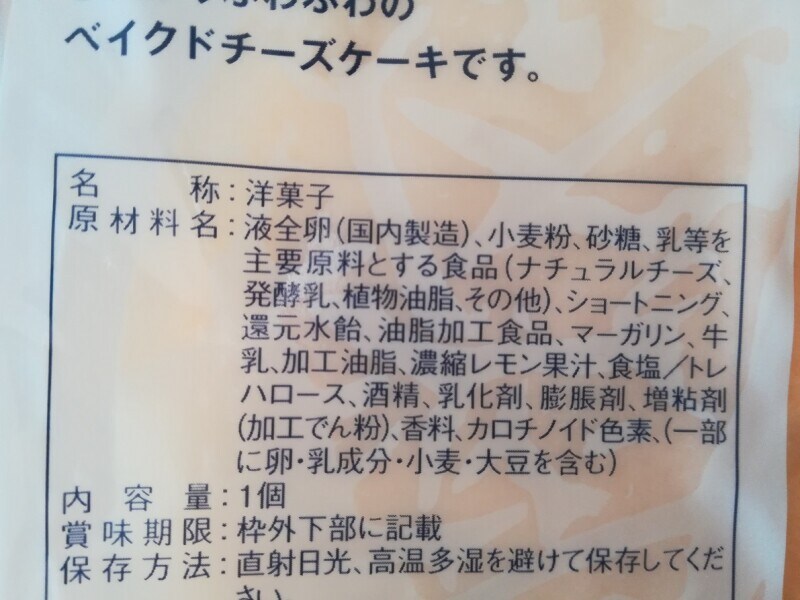 ふわふわの
ベイクドチーズケーキです。
名称：洋菓子
原材料名：液全卵(国内製造)、小麦粉、砂糖、乳等を
主要原料とする食品(ナチュラルチーズ、
発酵乳、植物油脂、その他)、ショートニング、
還元水飴、油脂加工食品、マーガリン、牛
乳、加工油脂、濃縮レモン果汁、食塩／トレ
ハロース、酒精、乳化剤、膨脹剤、増粘剤
(加工でん粉)、香料、カロチノイド色素、(一部
に卵・乳成分・小麦・大豆を含む)
内容量：1個
賞味期限：枠外下部に記載
保存方法：直射日光、高温多湿を避けて保存してくだ
さい